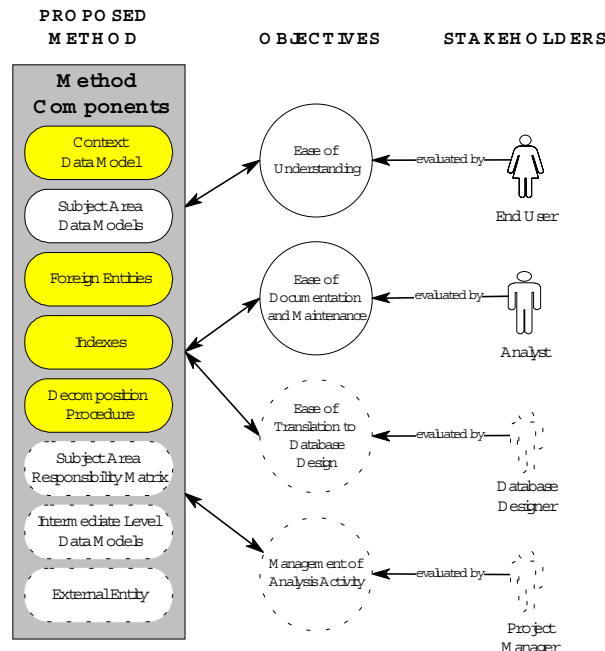 PROPOSED
METHOD
OBJECTIVES
STAKEHOLDERS
Method
Components
Context
Data Model
Subject Area
Data Models
Foreign Entities
Indexes
Decomposition
Procedure
Subject Area
Responsibility Matrix
Intermediate Level
Data Models
External Entity
Ease of
Understanding
Ease of
Documentation
and Maintenance
Ease of
Translation to
Database
Design
Management of
Analysis Activity
evaluated by
End User
evaluated by
Analyst
evaluated by
Database
Designer
evaluated by
Project
Manager